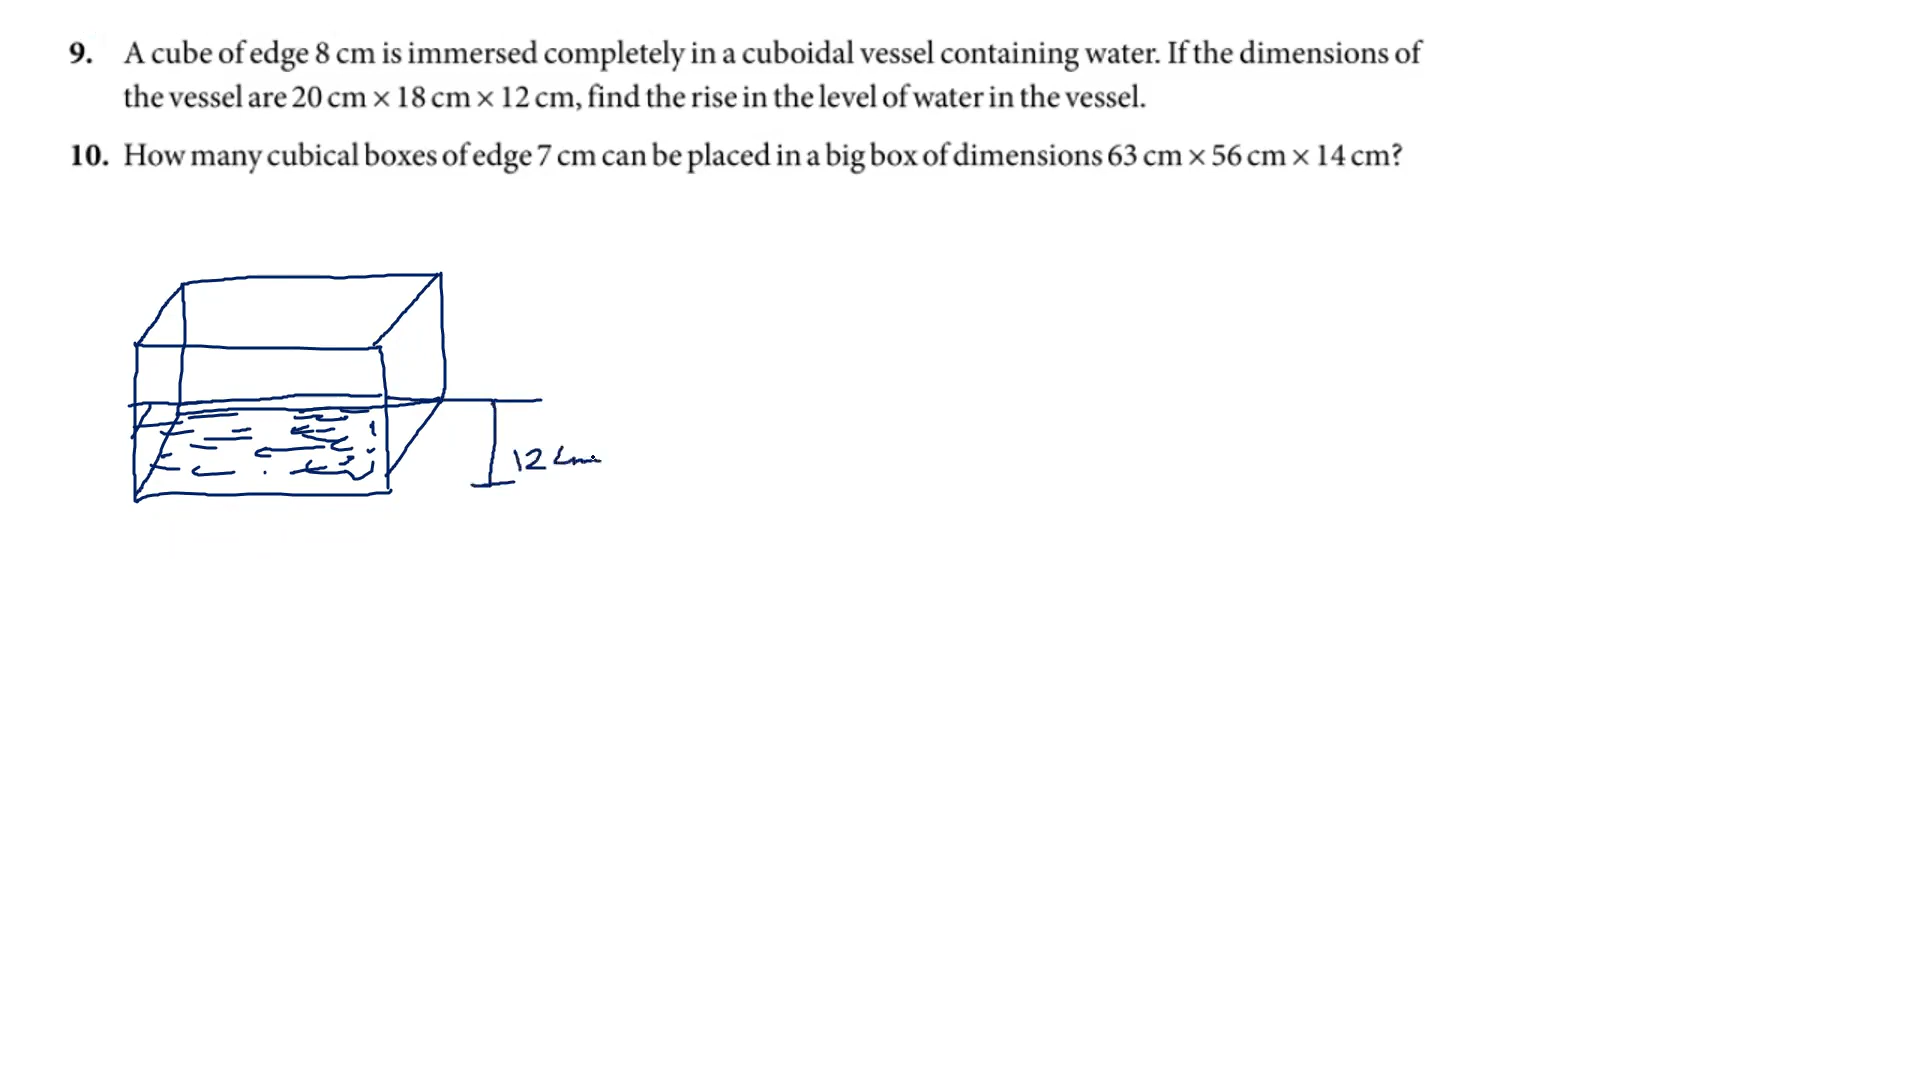 9. A cube of edge 8 cm is immersed completely in a cuboidal vessel containing water. If the dimensions of
the vessel are 20 cm × 18 cm × 12 cm, find the rise in the level of water in the vessel.
10. How many cubical boxes of edge 7 cm can be placed in a big box of dimensions 63 cm × 56 cm × 14 cm?
12 cm